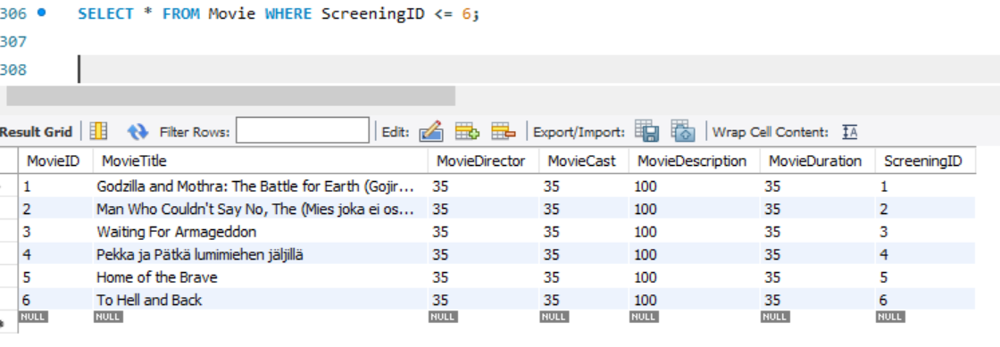 306 SELECT * FROM Movie WHERE ScreeningID <= 6;
307
308
Result Grid Filter Rows: Edit: Export/Import: Wrap Cell Content:
MovieID MovieTitle MovieDirector MovieCast MovieDescription MovieDuration ScreeningID
1 Godzilla and Mothra: The Battle for Earth (Gojir... 35 35 100 35 1
2 Man Who Couldn't Say No, The (Mies joka ei os... 35 35 100 35 2
3 Waiting For Armageddon 35 35 100 35 3
4 Pekka ja Pätkä lumimiehen jäljillä 35 35 100 35 4
5 Home of the Brave 35 35 100 35 5
6 To Hell and Back 35 35 100 35 6
NULL NULL NULL NULL NULL NULL NULL